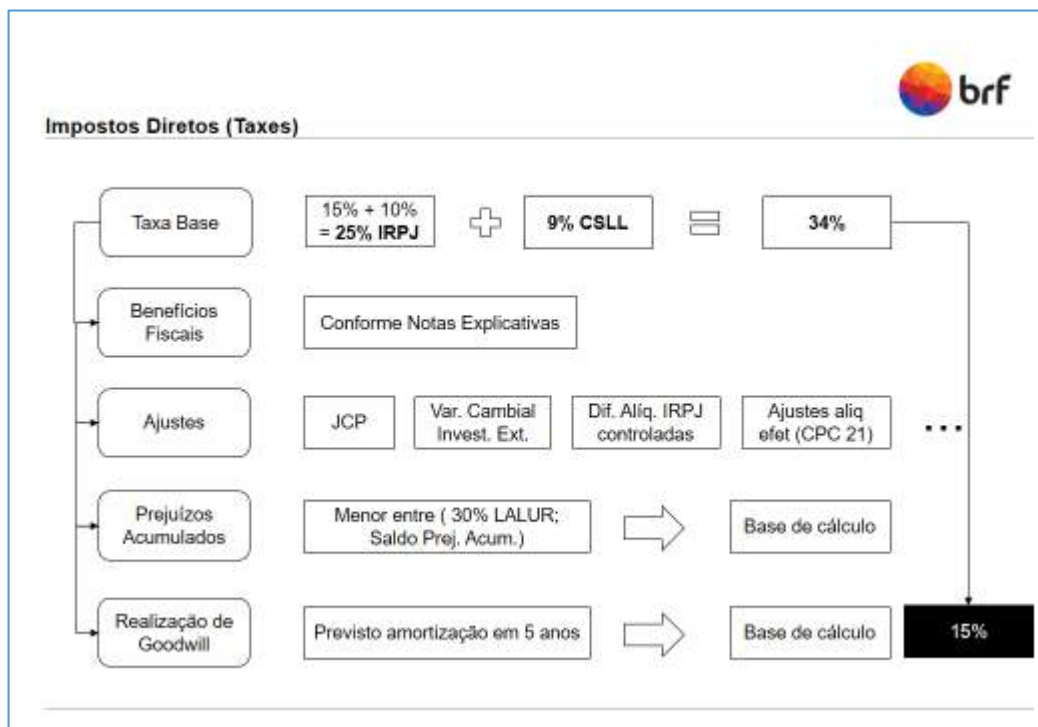 brf
Impostos Diretos (Taxes)
Taxa Base
15% + 10%
= 25% IRPJ
9% CSLL
34%
Benefícios
Fiscais
Conforme Notas Explicativas
Ajustes
JCP
Var. Cambial
Invest. Ext.
Dif. Alíq. IRPJ
controladas
Ajustes aliq
efet (CPC 21)
...
Prejuízos
Acumulados
Menor entre ( 30% LALUR;
Saldo Prej. Acum.)
Base de cálculo
Realização de
Goodwill
Previsto amortização em 5 anos
Base de cálculo
15%